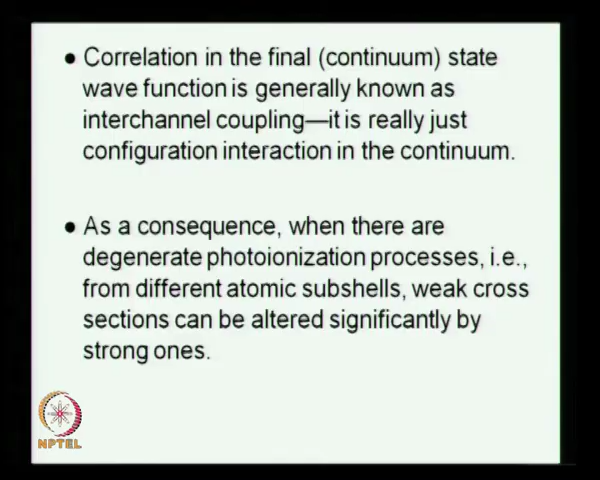 ● Correlation in the final (continuum) state
wave function is generally known as
interchannel coupling—it is really just
configuration interaction in the continuum.
● As a consequence, when there are
degenerate photoionization processes, i.e.,
from different atomic subshells, weak cross
sections can be altered significantly by
strong ones.
NPTEL